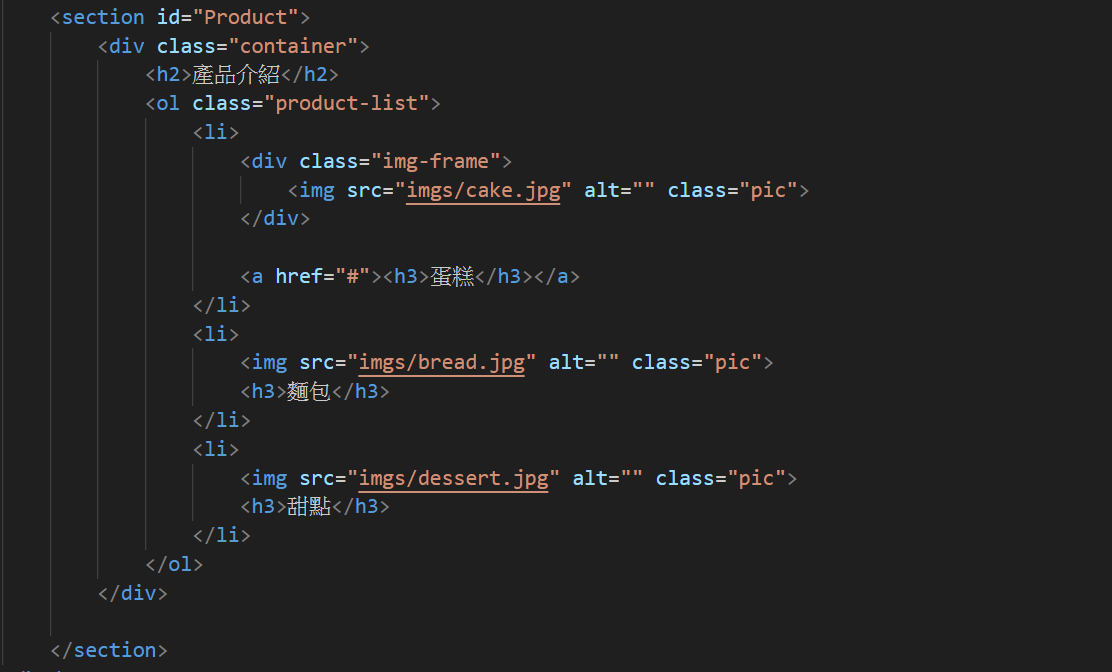 <section id="Product">
<div class="container">
<h2>產品介紹</h2>
<ol class="product-list">
<li>
<div class="img-frame">
<img src="imgs/cake.jpg" alt="" class="pic">
</div>
<a href="#"><h3>蛋糕</h3></a>
</li>
<li>
<img src="imgs/bread.jpg" alt="" class="pic">
<h3>麵包</h3>
</li>
<li>
<img src="imgs/dessert.jpg" alt="" class="pic">
<h3>甜點</h3>
</li>
</ol>
</div>
</section>